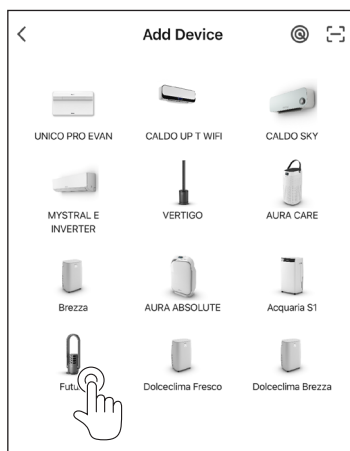 Add Device
UNICO PRO EVAN
CALDO UP T WIFI
CALDO SKY
MYSTRAL E
INVERTER
VERTIGO
AURA CARE
Brezza
AURA ABSOLUTE
Acquaria S1
Futu
Dolceclima Fresco
Dolceclima Brezza